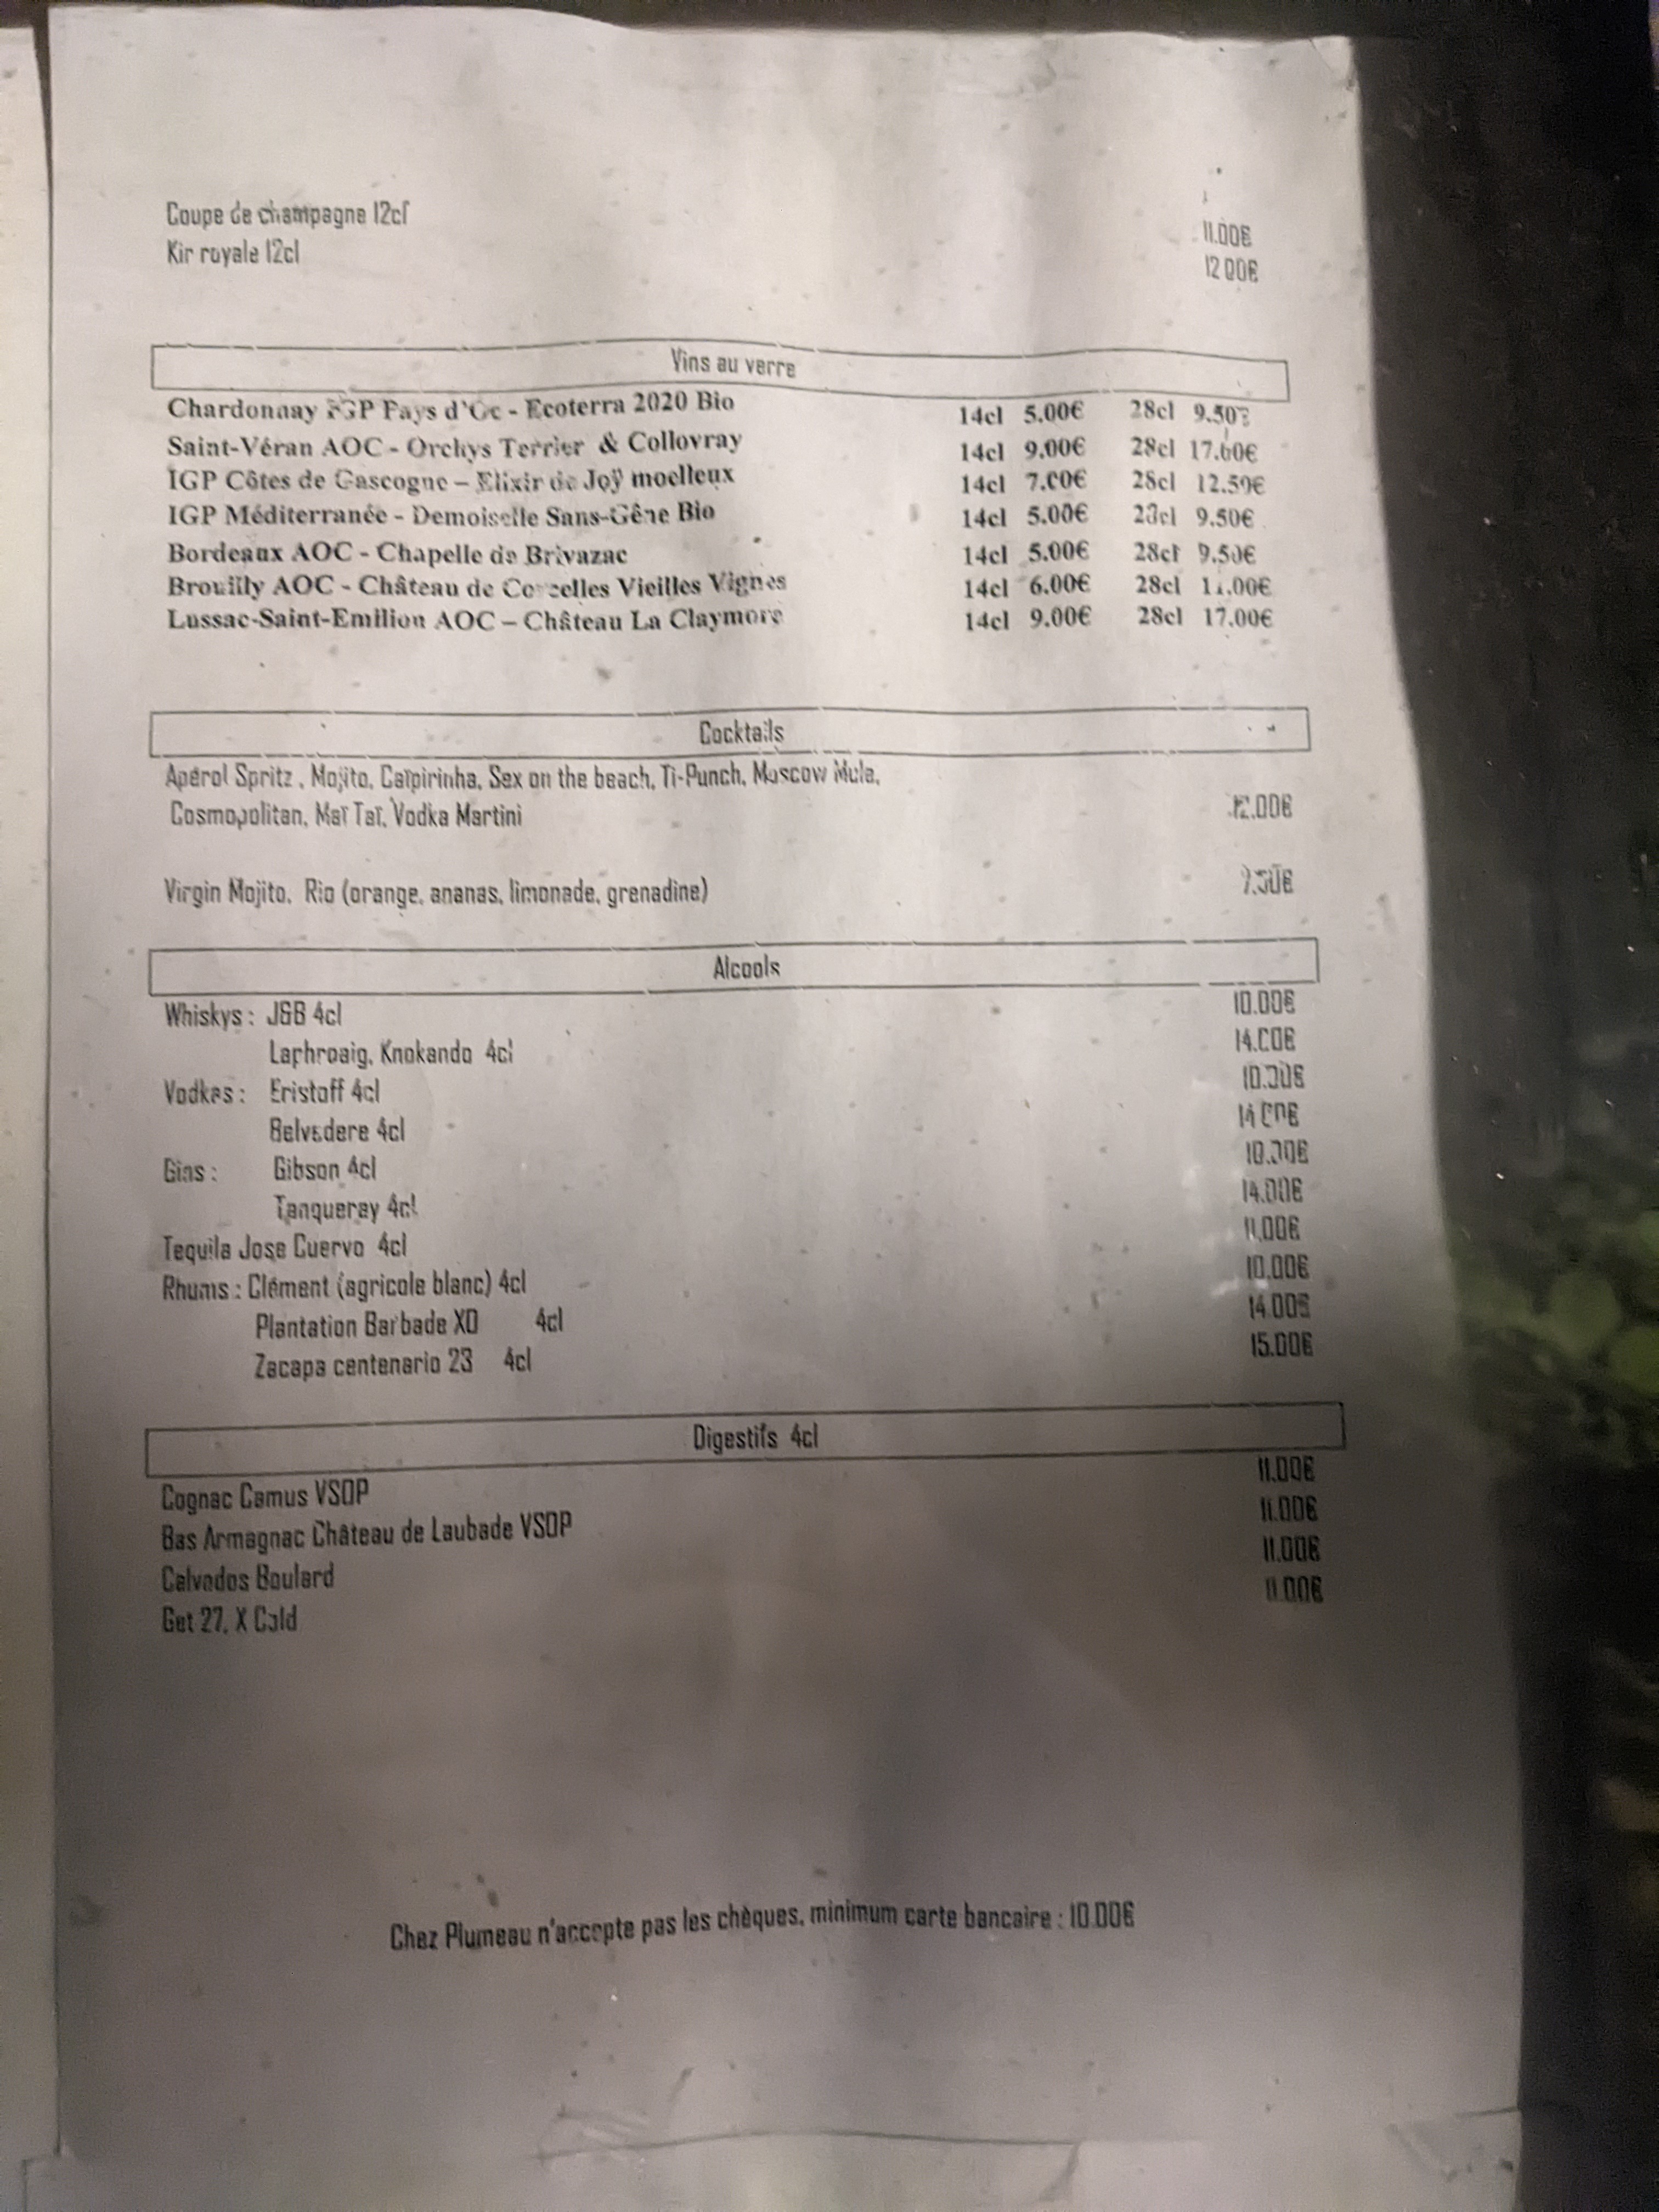 Coupe de champagne 12cl 11.00€
Kir royale 12cl 12.00€
Vins au verre
Chardonnay IGP Pays d'Oc - Ecoterra 2020 Bio 14cl 5.00€ 28cl 9.50€
Saint-Véran AOC - Orchys Terrier & Collovray 14cl 9.00€ 28cl 17.00€
IGP Côtes de Gascogne – Elixir de Joÿ moelleux 14cl 7.00€ 28cl 12.50€
IGP Méditerranée - Demoiselle Sans-Gêne Bio 14cl 5.00€ 28cl 9.50€
Bordeaux AOC - Chapelle de Brivazac 14cl 5.00€ 28cl 9.50€
Brouilly AOC - Château de Corcelles Vieilles Vignes 14cl 6.00€ 28cl 11.00€
Lussac-Saint-Emilion AOC – Château La Claymore 14cl 9.00€ 28cl 17.00€
Cocktails
Apérol Spritz , Mojito, Caïpirinha, Sex on the beach, Ti-Punch, Moscow Mule,
Cosmopolitan, Maï Taï, Vodka Martini 12.00€
Virgin Mojito, Rio (orange, ananas, limonade, grenadine)
Alcools
Whiskys : J&B 4cl 10.00€
Laphroaig, Knokando 4cl 14.00€
Vodkas : Eristoff 4cl 10.00€
Belvedere 4cl 14.00€
Gins : Gibson 4cl 10.00€
Tanqueray 4cl 14.00€
Tequila Jose Cuervo 4cl 11.00€
Rhums : Clément (agricole blanc) 4cl 10.00€
Plantation Barbade XO 4cl 14.00€
Zacapa centenario 23 4cl 15.00€
Digestifs 4cl
Cognac Camus VSOP 11.00€
Bas Armagnac Château de Laubade VSOP 11.00€
Calvados Boulard 11.00€
Get 27, X Cold 11.00€
Chez Plumeau n'accepte pas les chèques, minimum carte bancaire : 10.00€